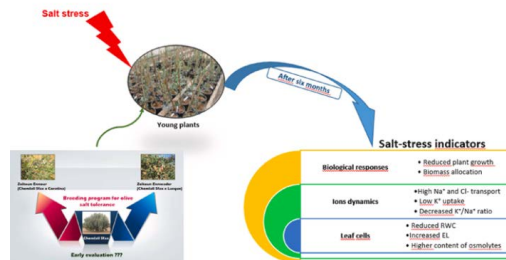 Salt stress
Young plants
After six months
Salt-stress indicators
Biological responses
• Reduced plant growth
• Biomass allocation
Ions dynamics
•High Na⁺ and Cl- transport
• Low K⁺ uptake
• Decreased K⁺/Na⁺ ratio
Leaf cells
• Reduced RWC
•Increased EL
• Higher content of osmolytes
Breeding program for olive
salt tolerance
Chemlali Sfax
Early evaluation ???